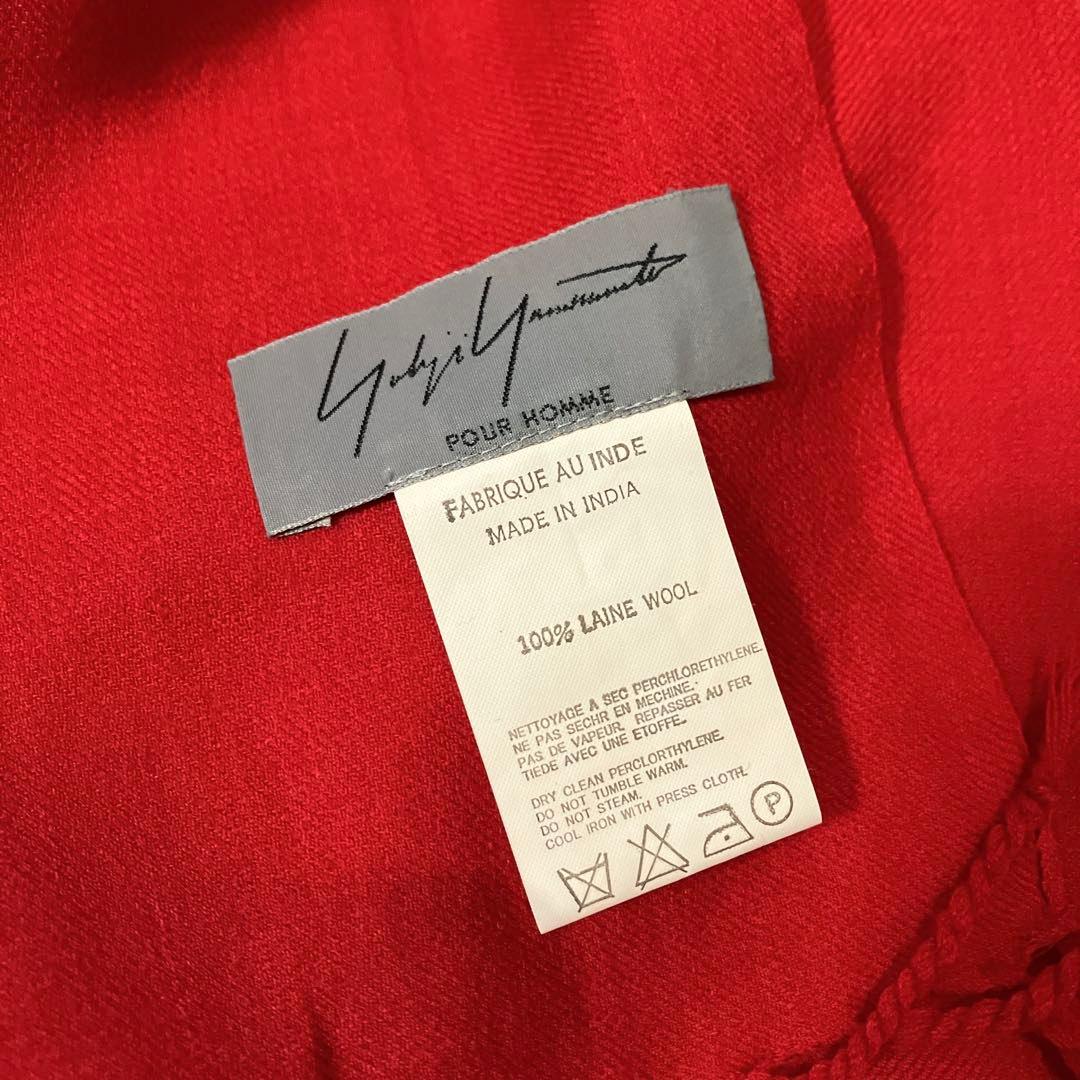 Yohji Yamamoto
POUR HOMME
FABRIQUE AU INDE
MADE IN INDIA
100% LAINE WOOL
NETTOYAGE A SEC PERCHLORETHYLENE.
NE PAS SECHR EN MECHINE.
PAS DE VAPEUR. REPASSER AU FER
TIEDE AVEC UNE ETOFFE.
DRY CLEAN PERCLORTHYLENE.
DO NOT TUMBLE WARM.
DO NOT STEAM.
COOL IRON WITH PRESS CLOTH.
P